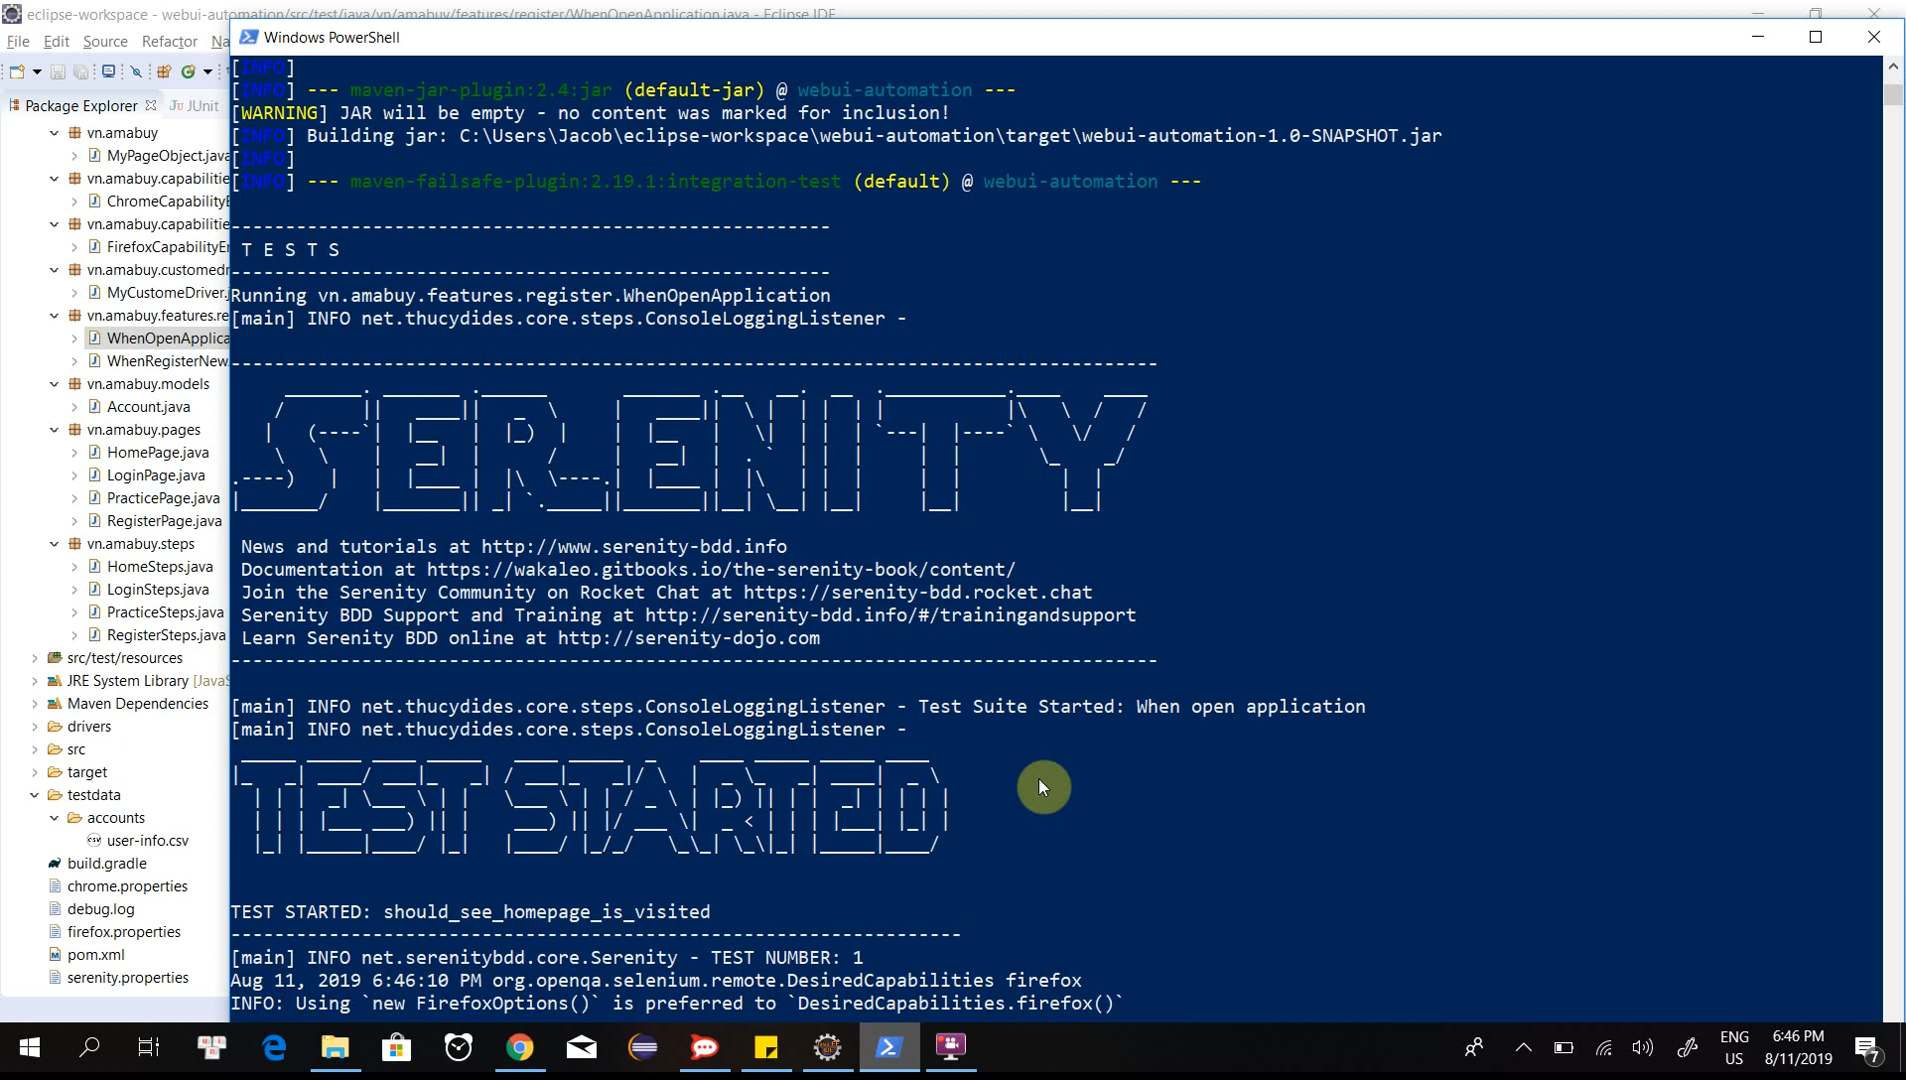 eclipse-workspace - webui-automation/src/test/java/vn/amabuy/features/register/WhenOpenApplication.java - Eclipse IDE
File Edit Source Refactor Na
Package Explorer JUnit
vn.amabuy
MyPageObject.java
vn.amabuy.capabilitie
ChromeCapabilityE
vn.amabuy.capabilitie
FirefoxCapabilityEn
vn.amabuy.customedr
MyCustomeDriver.j
vn.amabuy.features.re
WhenOpenApplica
WhenRegisterNew
vn.amabuy.models
Account.java
vn.amabuy.pages
HomePage.java
LoginPage.java
PracticePage.java
RegisterPage.java
vn.amabuy.steps
HomeSteps.java
LoginSteps.java
PracticeSteps.java
RegisterSteps.java
src/test/resources
JRE System Library [JavaS
Maven Dependencies
drivers
src
target
testdata
accounts
user-info.csv
build.gradle
chrome.properties
debug.log
firefox.properties
pom.xml
serenity.properties
Windows PowerShell
[INFO]
[INFO] --- maven-jar-plugin:2.4:jar (default-jar) @ webui-automation ---
[WARNING] JAR will be empty - no content was marked for inclusion!
[INFO] Building jar: C:\Users\Jacob\eclipse-workspace\webui-automation\target\webui-automation-1.0-SNAPSHOT.jar
[INFO]
[INFO] --- maven-failsafe-plugin:2.19.1:integration-test (default) @ webui-automation ---
-------------------------------------------------------
T E S T S
-------------------------------------------------------
Running vn.amabuy.features.register.WhenOpenApplication
[main] INFO net.thucydides.core.steps.ConsoleLoggingListener -
-------------------------------------------------------------------------------------
SERENITY
News and tutorials at http://www.serenity-bdd.info
Documentation at https://wakaleo.gitbooks.io/the-serenity-book/content/
Join the Serenity Community on Rocket Chat at https://serenity-bdd.rocket.chat
Serenity BDD Support and Training at http://serenity-bdd.info/#/trainingandsupport
Learn Serenity BDD online at http://serenity-dojo.com
-------------------------------------------------------------------------------------
[main] INFO net.thucydides.core.steps.ConsoleLoggingListener - Test Suite Started: When open application
[main] INFO net.thucydides.core.steps.ConsoleLoggingListener -
TEST STARTED
TEST STARTED: should_see_homepage_is_visited
-------------------------------------------------------------------
[main] INFO net.serenitybdd.core.Serenity - TEST NUMBER: 1
Aug 11, 2019 6:46:10 PM org.openqa.selenium.remote.DesiredCapabilities firefox
INFO: Using `new FirefoxOptions()` is preferred to `DesiredCapabilities.firefox()`
ENG
US
6:46 PM
8/11/2019
7